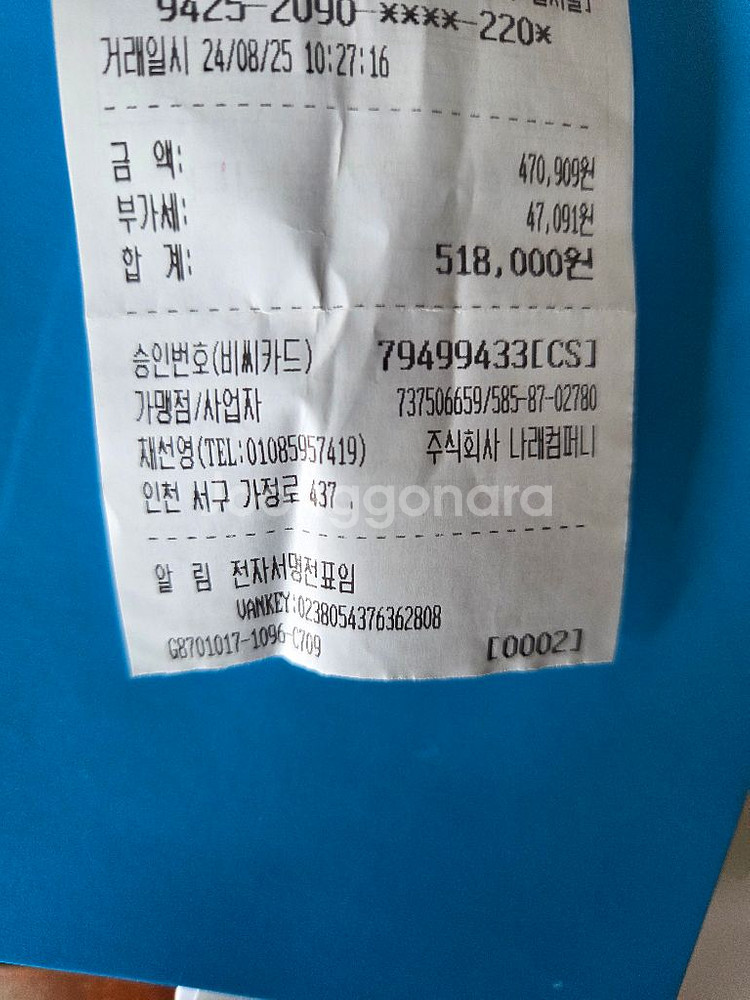 9425-2090-****-220*
거래일시 24/08/25 10:27:16
금 액: 470,909원
부가세: 47,091원
합 계: 518,000원
승인번호(비씨카드) 79499433[CS]
가맹점/사업자 737506659/585-87-02780
채선영(TEL:01085957419) 주식회사 나래컴퍼니
인천 서구 가정로 437 .
알 림 전자서명전표임
VANKEY:0238054376362808
G8701017-1096-C709 [0002]